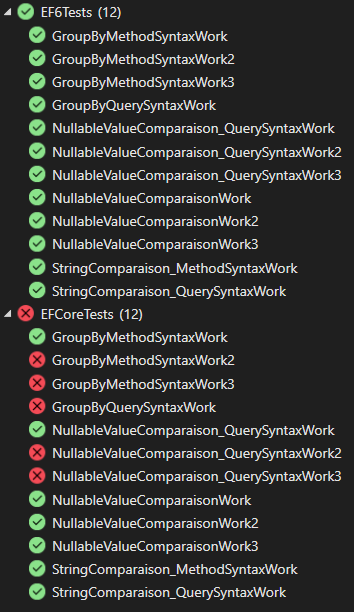 EF6Tests (12)
GroupByMethodSyntaxWork
GroupByMethodSyntaxWork2
GroupByMethodSyntaxWork3
GroupByQuerySyntaxWork
NullableValueComparaison_QuerySyntaxWork
NullableValueComparaison_QuerySyntaxWork2
NullableValueComparaison_QuerySyntaxWork3
NullableValueComparaisonWork
NullableValueComparaisonWork2
NullableValueComparaisonWork3
StringComparaison_MethodSyntaxWork
StringComparaison_QuerySyntaxWork
EFCoreTests (12)
GroupByMethodSyntaxWork
GroupByMethodSyntaxWork2
GroupByMethodSyntaxWork3
GroupByQuerySyntaxWork
NullableValueComparaison_QuerySyntaxWork
NullableValueComparaison_QuerySyntaxWork2
NullableValueComparaison_QuerySyntaxWork3
NullableValueComparaisonWork
NullableValueComparaisonWork2
NullableValueComparaisonWork3
StringComparaison_MethodSyntaxWork
StringComparaison_QuerySyntaxWork